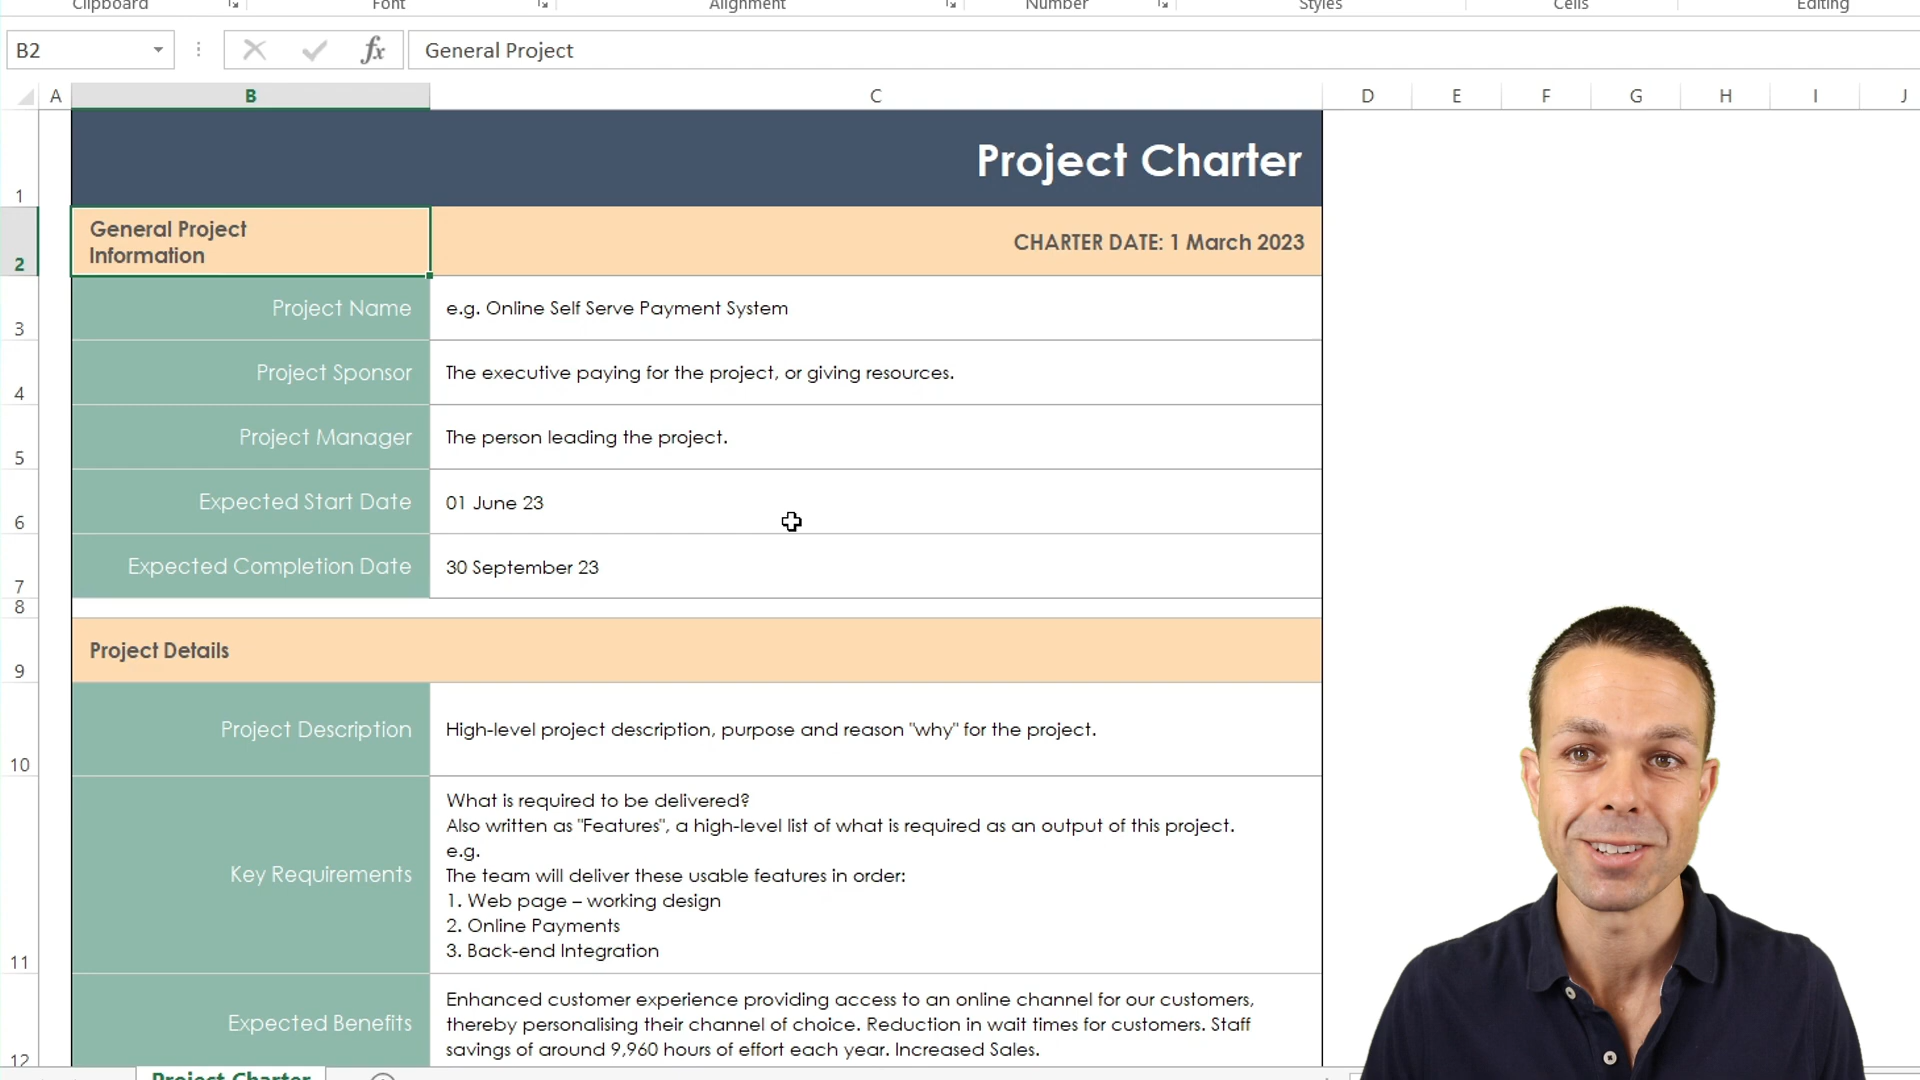 Clipboard
Font
Alignment
Number
Styles
Cells
Editing
B2
fx
General Project
A
B
C
D
E
F
G
H
I
J
1
Project Charter
2
General Project
Information
CHARTER DATE: 1 March 2023
3
Project Name
e.g. Online Self Serve Payment System
4
Project Sponsor
The executive paying for the project, or giving resources.
5
Project Manager
The person leading the project.
6
Expected Start Date
01 June 23
7
Expected Completion Date
30 September 23
8
9
Project Details
10
Project Description
High-level project description, purpose and reason "why" for the project.
11
Key Requirements
What is required to be delivered?
Also written as "Features", a high-level list of what is required as an output of this project.
e.g.
The team will deliver these usable features in order:
1. Web page – working design
2. Online Payments
3. Back-end Integration
12
Expected Benefits
Enhanced customer experience providing access to an online channel for our customers,
thereby personalising their channel of choice. Reduction in wait times for customers. Staff
savings of around 9,960 hours of effort each year. Increased Sales.
Project Charter